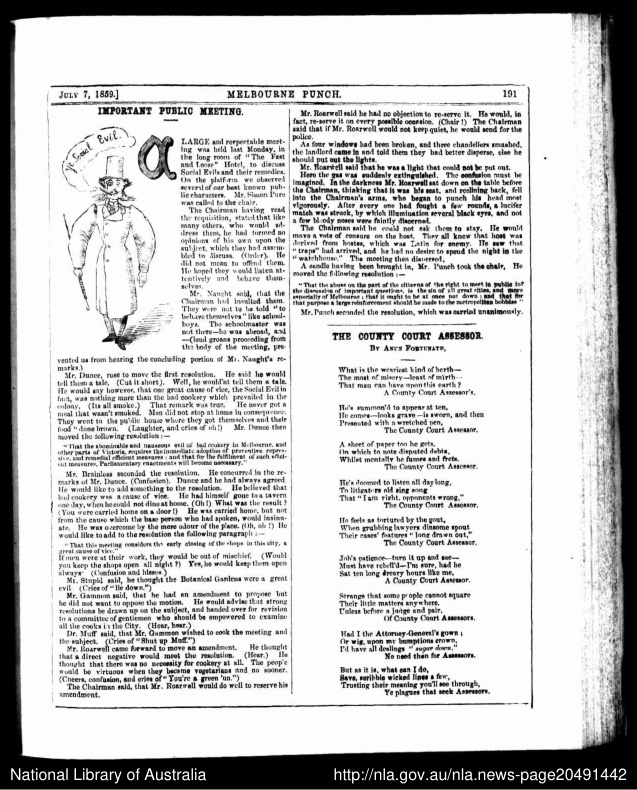 JULY 7, 1859.]
MELBOURNE PUNCH.
191
IMPORTANT PUBLIC MEETING.
Ye Social Evil.
A
LARGE and respectable meet-
ing was held last Monday, in
the long room of "The Fast
and Loose" Hotel, to discuss
Social Evils and their remedies.
On the platform we observed
several of our best known pub-
lic characters. Mr. Simon Pure
was called to the chair.
The Chairman having read
the requisition, stated that like
many others, who would ad-
dress them, he had formed no
opinions of his own upon the
subject, which they had assem-
bled to discuss. (Order). He
did not mean to offend them.
He hoped they would listen at-
tentively and behave them-
selves.
Mr. Naught said, that the
Chairman had insulted them.
They were not to be told "to
behave themselves" like school-
boys. The schoolmaster was
not there—he was abroad, and
—(loud groans proceeding from
the body of the meeting, pre-
vented us from hearing the concluding portion of Mr. Naught's re-
marks.)
Mr. Dunce, rose to move the first resolution. He said he would
tell them a tale. (Cut it short). Well, he would'nt tell them a tale.
He would say however, that one great cause of vice, the Social Evil in
fact, was nothing more than the bad cookery which prevailed in the
colony. (Its all smoke.) That remark was true. He never got a
meal that wasn't smoked. Men did not stop at home in consequence.
They went to the public house where they got themselves and their
food "done brown. (Laughter, and cries of oh!) Mr. Dunce then
moved the following resolution:—
"That the abominable and nauseous evil of bad cookery in Melbourne, and
other parts of Victoria, requires the immediate adoption of preventive, repres-
sive, and remedial efficient measures; and that for the fulfilment of such effici-
ent measures, Parliamentary enactments will become necessary."
Mr. Brainless seconded the resolution. He concurred in the re-
marks of Mr. Dunce. (Confusion). Dunce and he had always agreed
He would like to add something to the resolution. He believed that
bad cookery was a cause of vice. He had himself gone to a tavern
one day, when he could not dine at home. (Oh!) What was the result?
(You were carried home on a door!) He was carried home, but not
from the cause which the base person who had spoken, would insinu-
ate. He was overcome by the mere odour of the place. (Oh, oh!) He
would like to add to the resolution the following paragraph:—
"That this meeting considers the early closing of the shops in this city, a
great cause of vice."
If men were at their work, they would be out of mischief. (Would
you keep the shops open all night?) Yes, he would keep them open
always (Confusion and hisses.)
Mr. Stupid said, he thought the Botanical Gardens were a great
evil. (Cries of "lie down.")
Mr. Gammon said, that he had an amendment to propose but
he did not want to oppose the motion. He would advise that strong
resolutions be drawn up on the subject, and handed over for revision
to a committee of gentlemen who should be empowered to examine
all the cooks in the City. (Hear, hear.)
Dr. Muff said, that Mr. Gammon wished to cook the meeting and
the subject. (Cries of "Shut up Muff.")
Mr. Roarwell came forward to move an amendment. He thought
that a direct negative would meet the resolution. (Hear.) He
thought that there was no necessity for cookery at all. The people
would be virtuous when they became vegetarians and no sooner.
(Cheers, confusion, and cries of "You're a green 'un.")
The Chairman said, that Mr. Roarwell would do well to reserve his
amendment.
Mr. Roarwell said he had no objection to re-serve it. He would, in
fact, re-serve it on every possible occasion. (Chair!) The Chairman
said that if Mr. Roarwell would not keep quiet, he would send for the
police.
As four windows had been broken, and three chandeliers smashed,
the landlord came in and told them they had better disperse, else he
should put out the lights.
Mr. Roarwell said that he was a light that could not be put out.
Here the gas was suddenly extinguished. The confusion must be
imagined. In the darkness Mr. Roarwell sat down on the table before
the Chairman, thinking that it was his seat, and reclining back, fell
into the Chairman's arms, who began to punch his head most
vigorously. After every one had fought a few rounds, a lucifer
match was struck, by which illumination several black eyes, and not
a few bloody noses were faintly discerned.
The Chairman said he could not ask them to stay. He would
move a vote of censure on the host. They all knew that host was
derived from hostes, which was Latin for enemy. He saw that
"traps" had arrived, and he had no desire to spend the night in the
"watchhouse." The meeting then dispersed.
A candle having been brought in, Mr. Punch took the chair. He
moved the following resolution:—
"That the abuse on the part of the citizens of the right to meet in public for
the discussion of important questions, is the sin of all great cities, and more
especially of Melbourne; that it ought to be at once put down; and that for
that purpose a large reinforcement should be made to the metropolitan bobbies"
Mr. Punch seconded the resolution, which was carried unanimously.
THE COUNTY COURT ASSESSOR.
BY ANUN FORTUNATE,
What is the weariest kind of berth—
The most of misery—least of mirth—
That man can have upon this earth?
A County Court Assessor's.
He's summon'd to appear at ten,
He comes—looks grave—is sworn, and then
Presented with a wretched pen,
The County Court Assessor.
A sheet of paper too he gets,
On which to note disputed debts,
Whilst mentally he fumes and frets.
The County Court Assessor.
He's doomed to listen all day long,
To litigators old sing song
That "I am right, opponents wrong,"
The County Court Assessor.
He feels as tortured by the gout,
When grubbing lawyers dinsome spout
Their cases' features "long drawn out,"
The County Court Assessor.
Job's patience—turn it up and see—
Must have rebell'd—I'm sure, had he
Sat ten long dreary hours like me,
A County Court Assessor.
Strange that some people cannot square
Their little matters anywhere,
Unless before a judge and pair,
Of County Court Assessors.
Had I the Attorney-General's gown;
Or wig, upon my bumptious crown,
I'd have all dealings "sugar down."
No need then for Assessors.
But as it is, what can I do,
Save, scribble wicked lines a few,
Trusting their meaning you'll see through,
Ye plagues that seek Assessors.
National Library of Australia
http://nla.gov.au/nla.news-page20491442